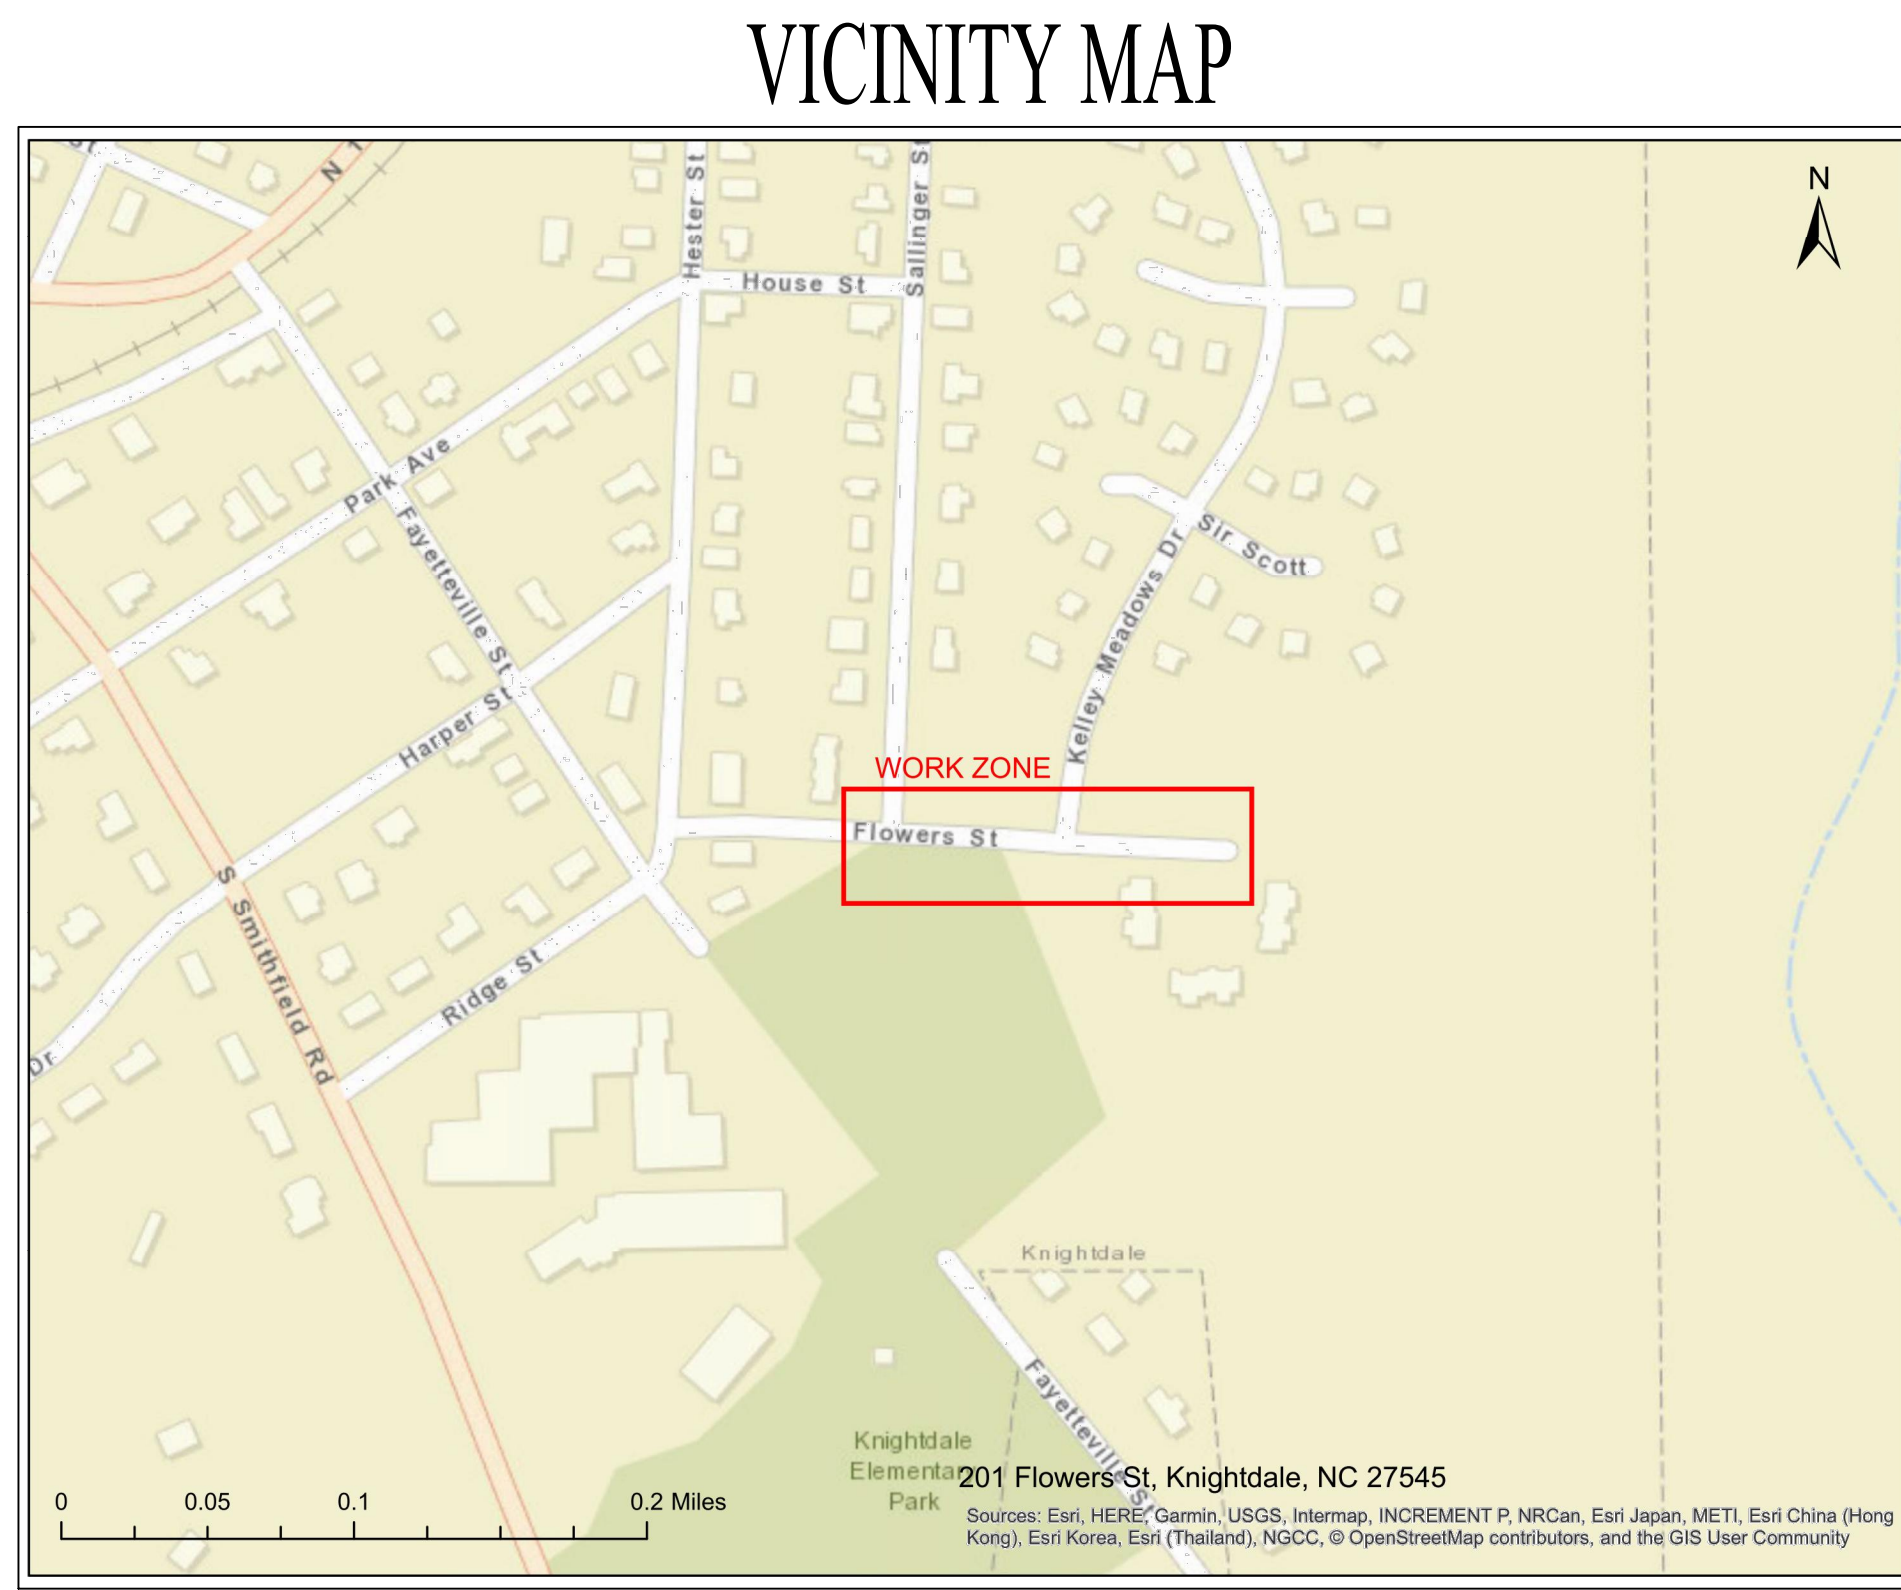 VICINITY MAP
St
N 1
N
Hester St
Sallinger St
House St
Park Ave
Fayetteville St
Sir Scott
Kelley Meadows Dr
Harper St
WORK ZONE
Flowers St
S Smithfield Rd
Ridge St
Dr
Knightdale
Fayetteville St
Knightdale
Elementary
Park
201 Flowers St, Knightdale, NC 27545
0 0.05 0.1 0.2 Miles
Sources: Esri, HERE, Garmin, USGS, Intermap, INCREMENT P, NRCan, Esri Japan, METI, Esri China (Hong
Kong), Esri Korea, Esri (Thailand), NGCC, © OpenStreetMap contributors, and the GIS User Community